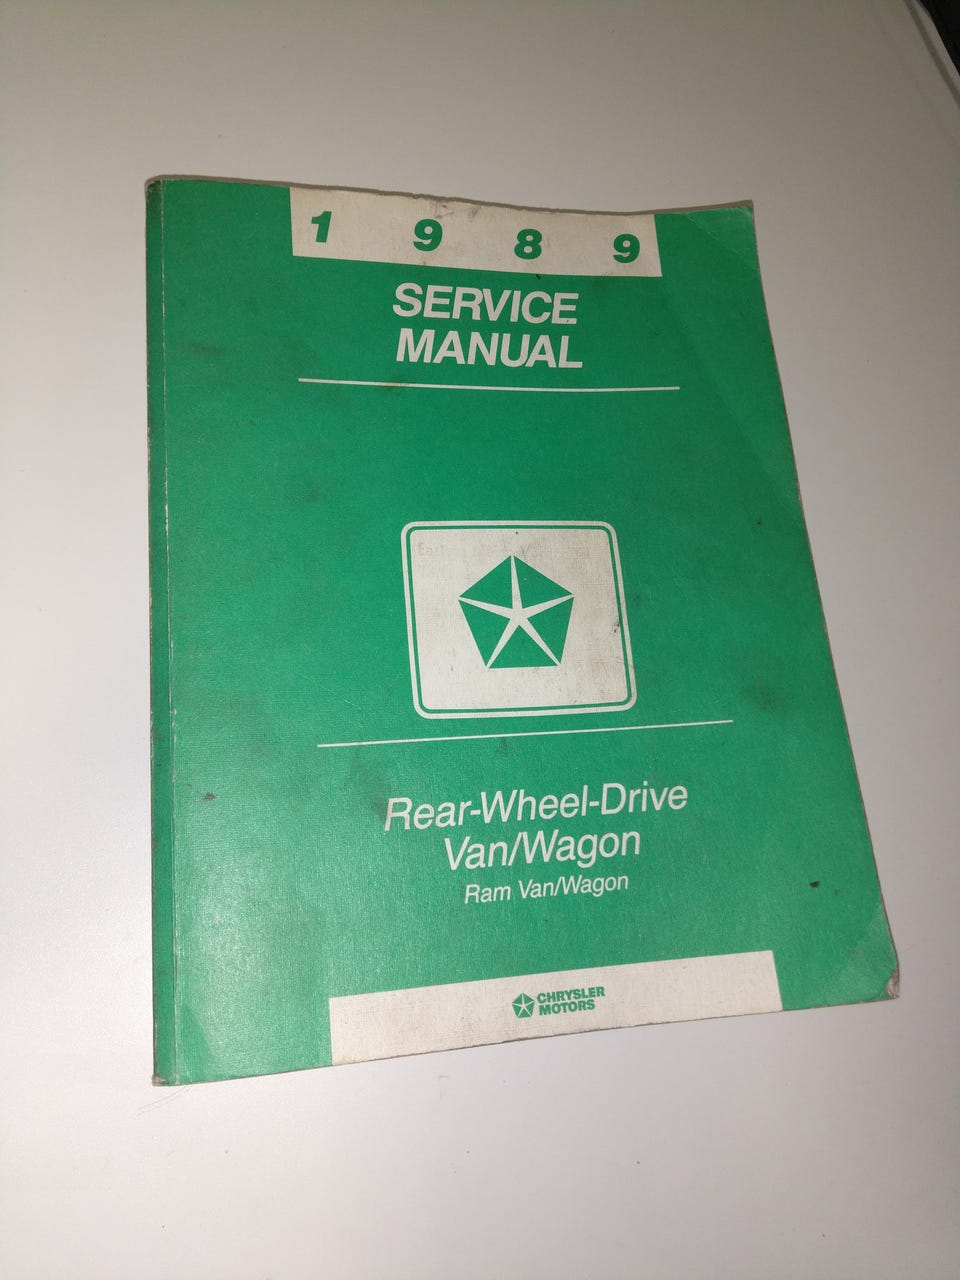 1 9 8 9
SERVICE
MANUAL
Rear-Wheel-Drive
Van/Wagon
Ram Van/Wagon
CHRYSLER
MOTORS